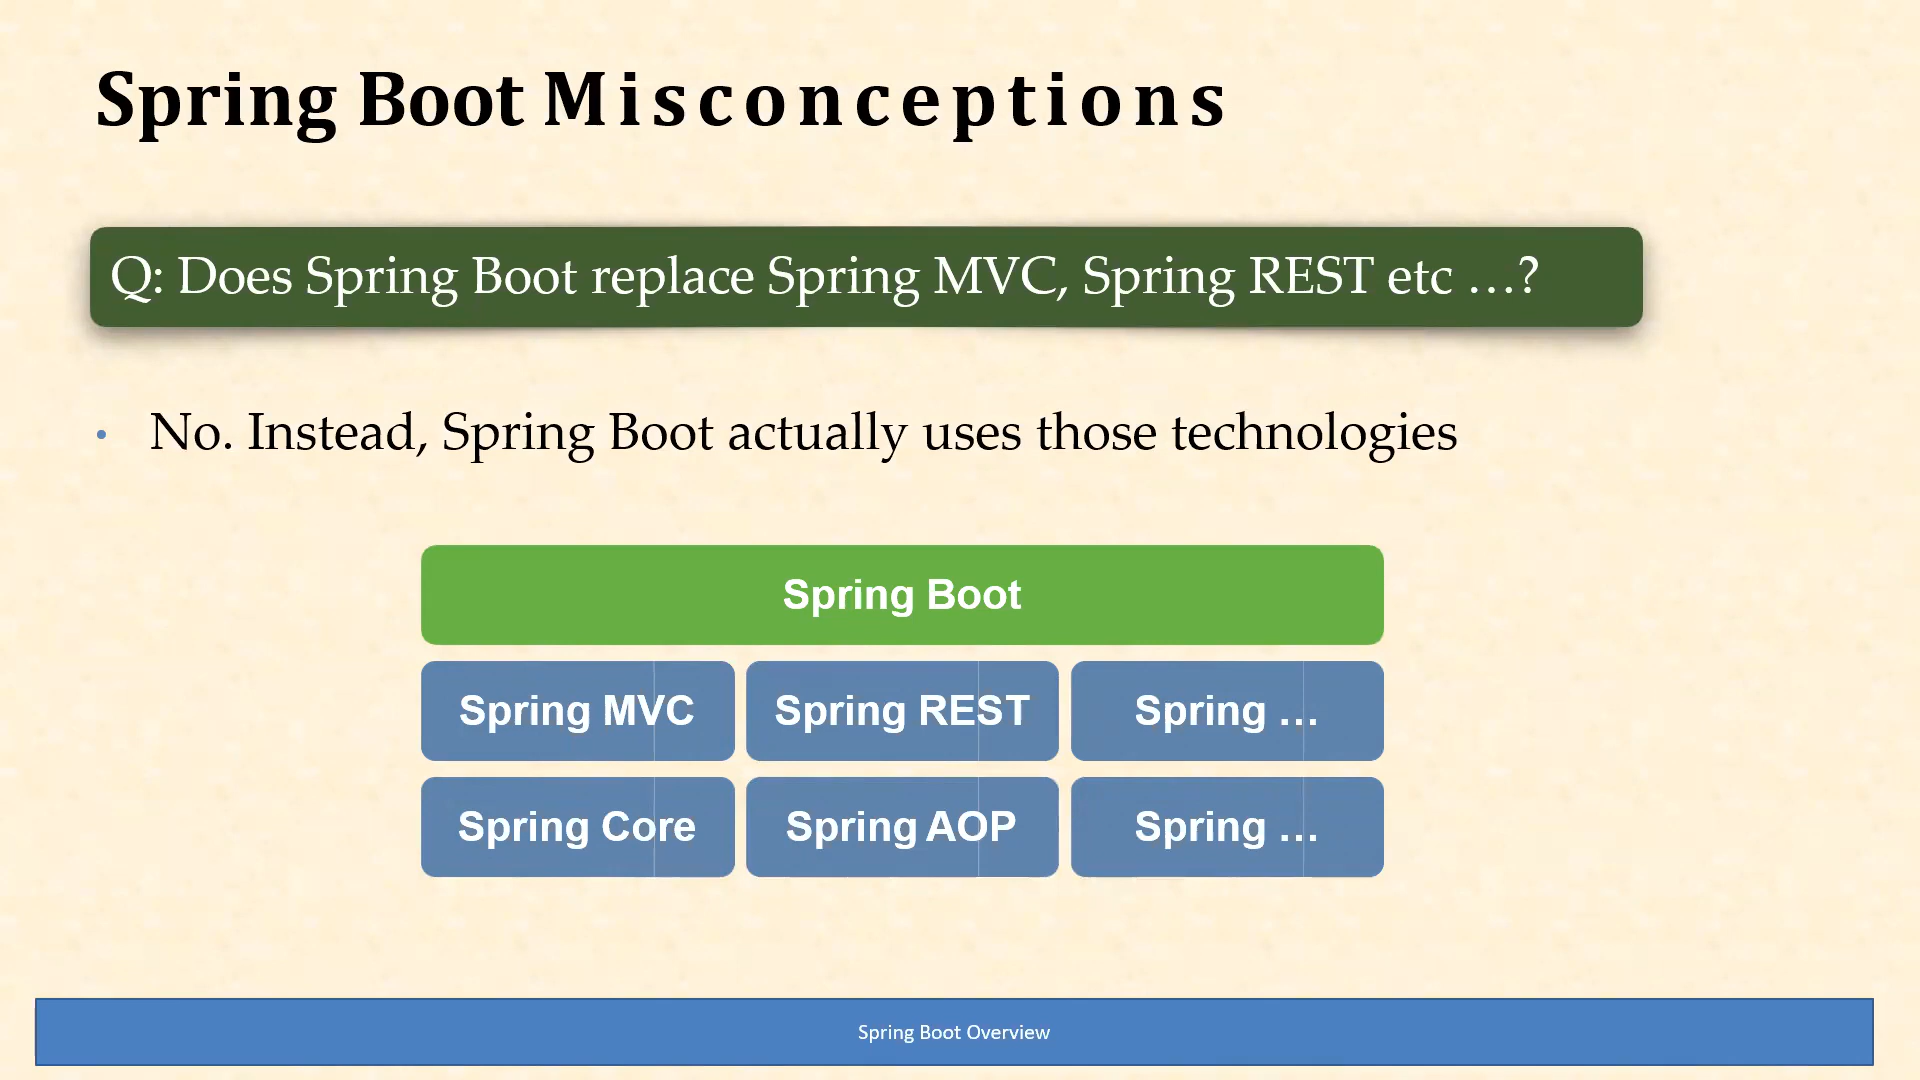 Spring Boot Misconceptions
Q: Does Spring Boot replace Spring MVC, Spring REST etc …?
• No. Instead, Spring Boot actually uses those technologies
Spring Boot
Spring MVC Spring REST Spring …
Spring Core Spring AOP Spring …
Spring Boot Overview